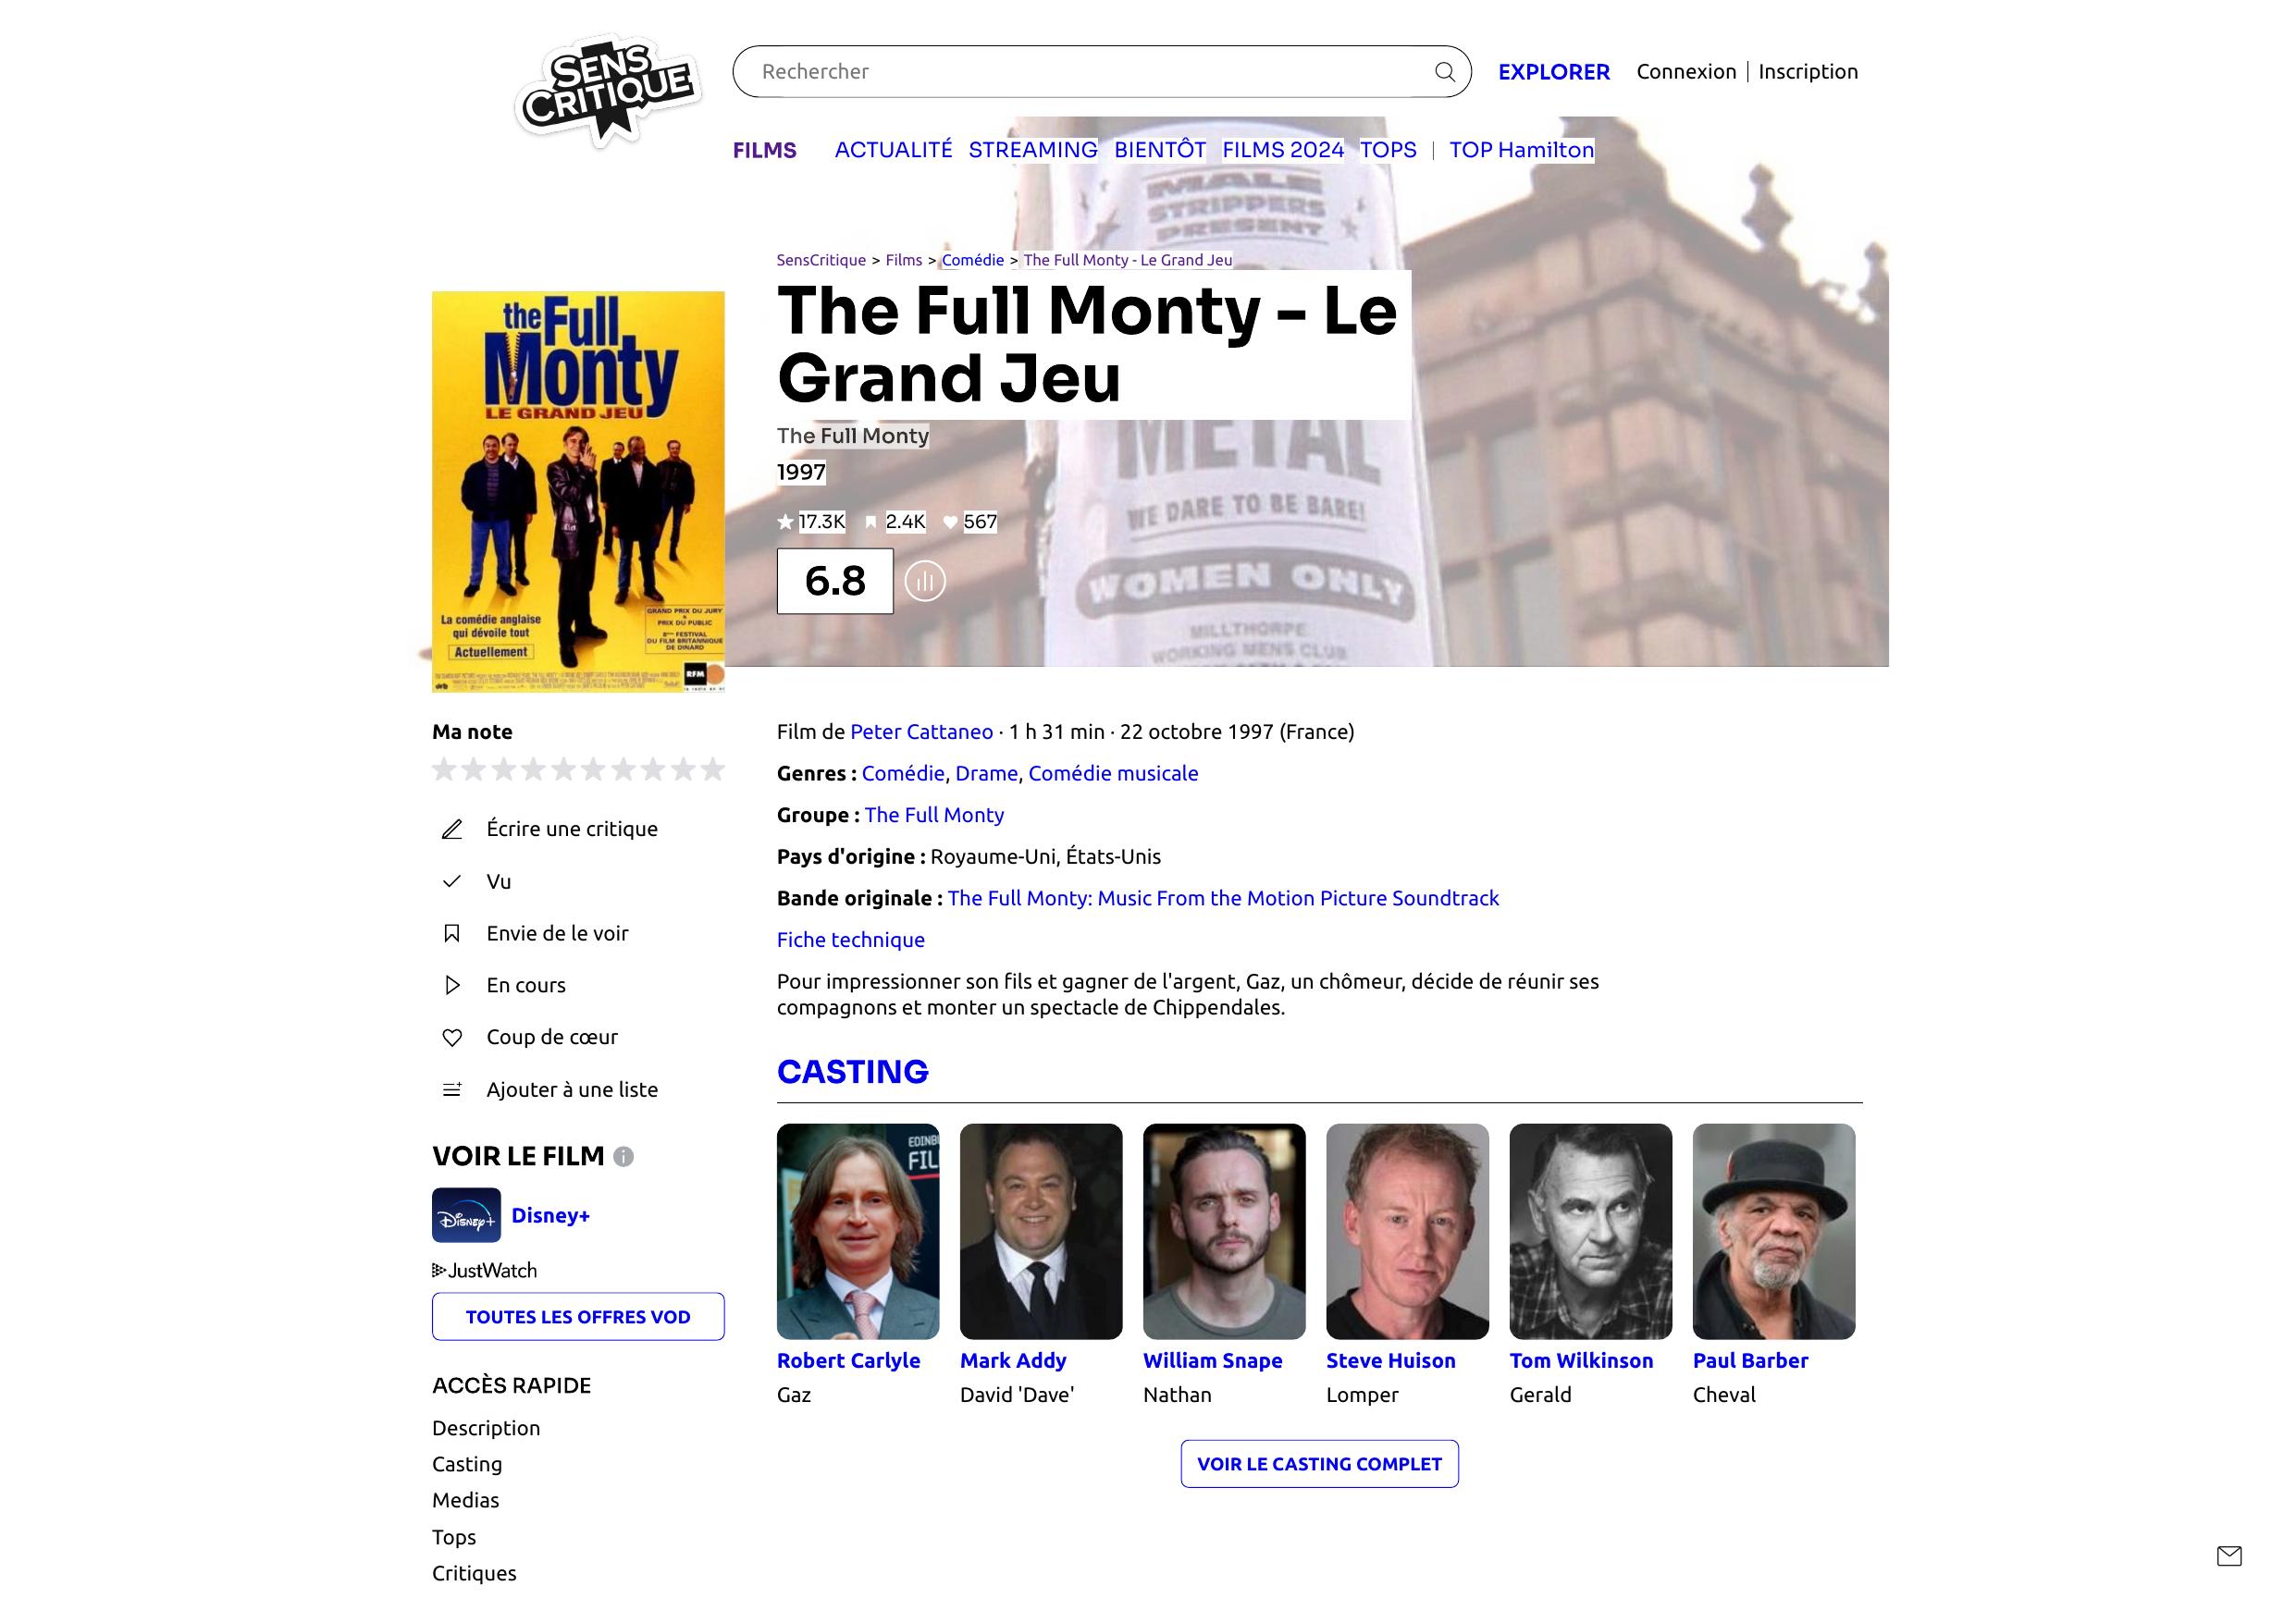 SENS
CRITIQUE
Rechercher
EXPLORER
Connexion | Inscription
FILMS
ACTUALITÉ
STREAMING
BIENTÔT
FILMS 2024
TOPS
|
TOP Hamilton
MALE
STRIPPERS
PRESENT
SensCritique > Films > Comédie > The Full Monty - Le Grand Jeu
The Full Monty - Le
Grand Jeu
The Full Monty
1997
17.3K
2.4K
567
6.8
METAL
WE DARE TO BE BARE!
WOMEN ONLY
MILLTHORPE
WORKING MENS CLUB
the Full
Monty
LE GRAND JEU
La comédie anglaise
qui dévoile tout
Actuellement
GRAND PRIX DU JURY
&
PRIX DU PUBLIC
8ème FESTIVAL
DU FILM BRITANNIQUE
DE DINARD
RFM
Ma note
Écrire une critique
Vu
Envie de le voir
En cours
Coup de cœur
Ajouter à une liste
VOIR LE FILM
Disney+
Disney+
JustWatch
TOUTES LES OFFRES VOD
ACCÈS RAPIDE
Description
Casting
Medias
Tops
Critiques
Film de Peter Cattaneo · 1 h 31 min · 22 octobre 1997 (France)
Genres : Comédie, Drame, Comédie musicale
Groupe : The Full Monty
Pays d'origine : Royaume-Uni, États-Unis
Bande originale : The Full Monty: Music From the Motion Picture Soundtrack
Fiche technique
Pour impressionner son fils et gagner de l'argent, Gaz, un chômeur, décide de réunir ses
compagnons et monter un spectacle de Chippendales.
CASTING
Robert Carlyle
Gaz
Mark Addy
David 'Dave'
William Snape
Nathan
Steve Huison
Lomper
Tom Wilkinson
Gerald
Paul Barber
Cheval
VOIR LE CASTING COMPLET